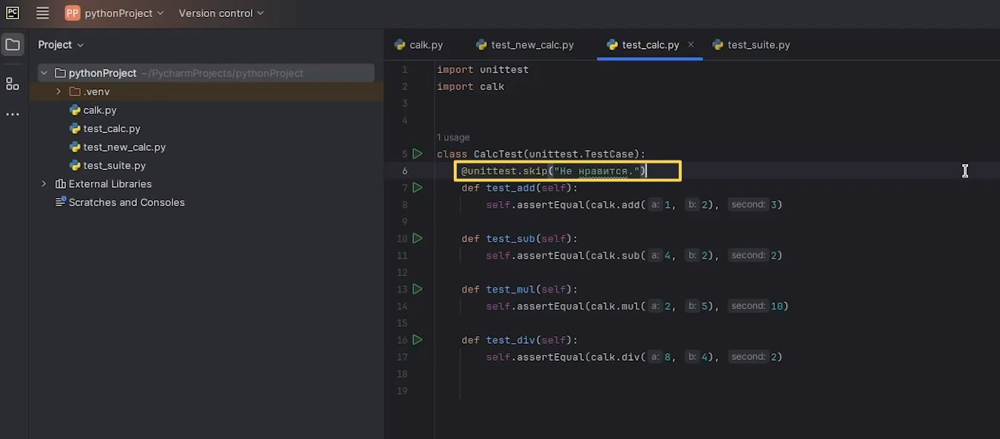 PC PP pythonProject Version control
Project
pythonProject ~/PycharmProjects/pythonProject
.venv
calk.py
test_calc.py
test_new_calc.py
test_suite.py
External Libraries
Scratches and Consoles
calk.py test_new_calc.py test_calc.py × test_suite.py
1 import unittest
2 import calk
3
4
1 usage
5 class CalcTest(unittest.TestCase):
6 @unittest.skip("Не нравится.")
7 def test_add(self):
8 self.assertEqual(calk.add( a: 1, b: 2), second: 3)
9
10 def test_sub(self):
11 self.assertEqual(calk.sub( a: 4, b: 2), second: 2)
12
13 def test_mul(self):
14 self.assertEqual(calk.mul( a: 2, b: 5), second: 10)
15
16 def test_div(self):
17 self.assertEqual(calk.div( a: 8, b: 4), second: 2)
18
19